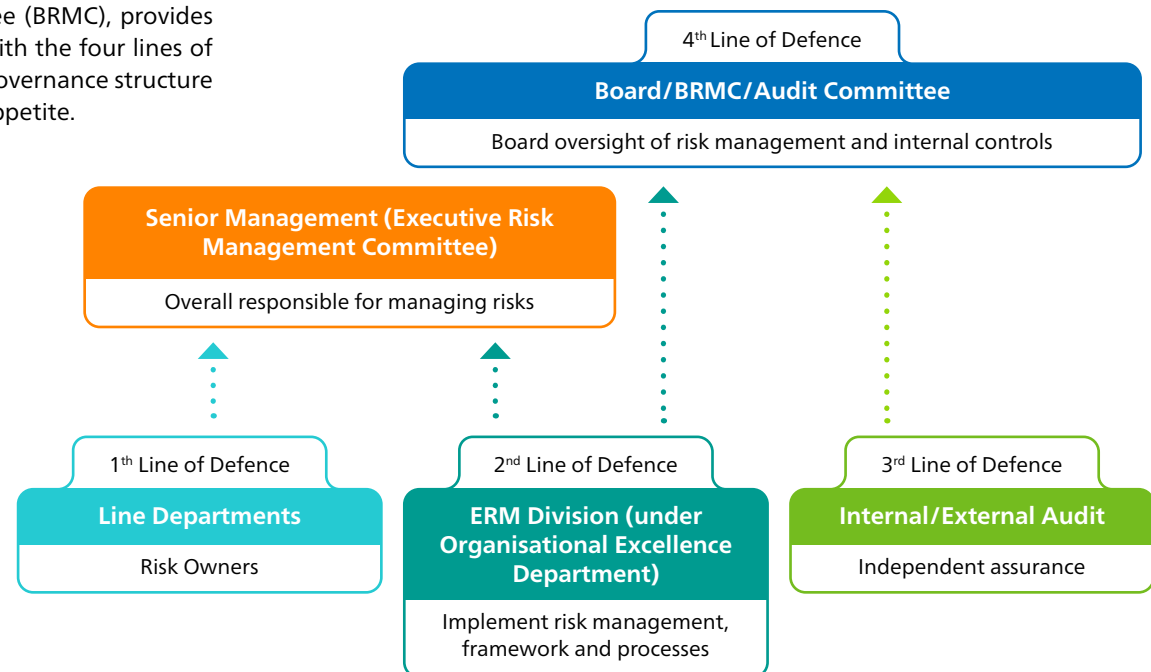 ee (BRMC), provides
ith the four lines of
overnance structure
ppetite.
4th Line of Defence
Board/BRMC/Audit Committee
Board oversight of risk management and internal controls
Senior Management (Executive Risk
Management Committee)
Overall responsible for managing risks
1th Line of Defence
Line Departments
Risk Owners
2nd Line of Defence
ERM Division (under
Organisational Excellence
Department)
Implement risk management,
framework and processes
3rd Line of Defence
Internal/External Audit
Independent assurance